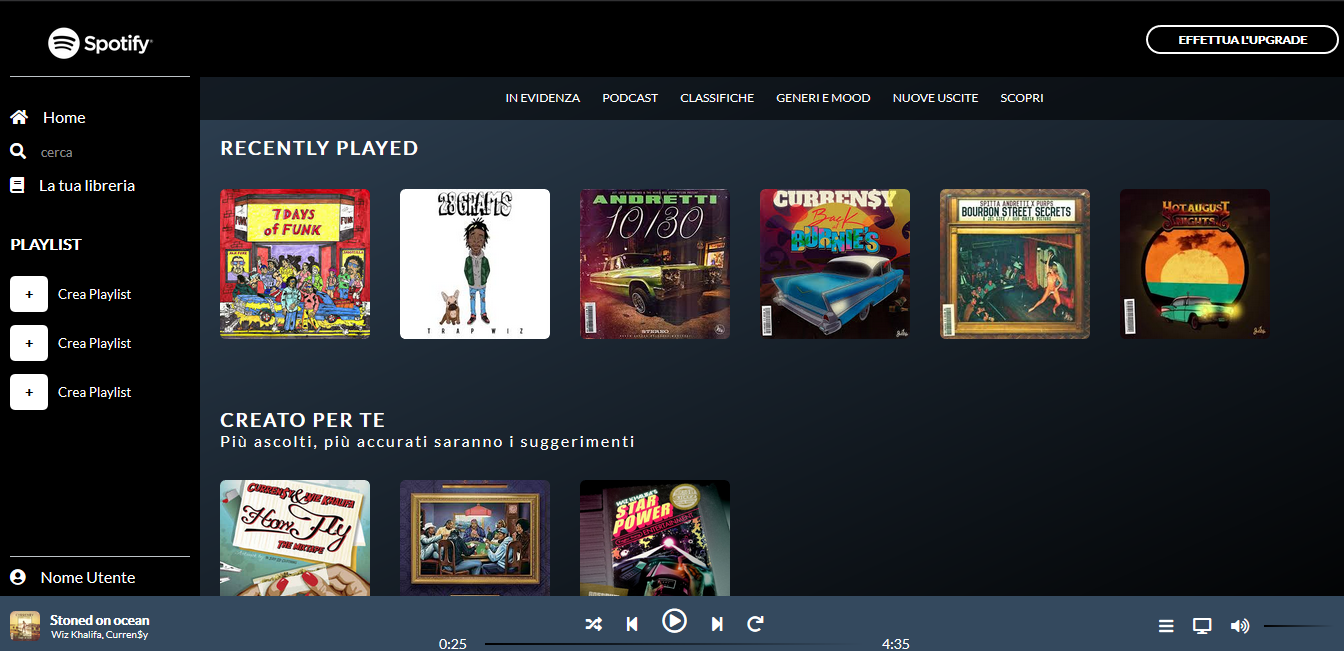 Spotify
EFFETTUA L'UPGRADE
IN EVIDENZA PODCAST CLASSIFICHE GENERI E MOOD NUOVE USCITE SCOPRI
Home
cerca
La tua libreria
PLAYLIST
+ Crea Playlist
+ Crea Playlist
+ Crea Playlist
Nome Utente
RECENTLY PLAYED
7 DAYS
of FUNK
28 GRAMS
TRAP WIZ
ANDRETTI
10/30
STEREO
CURREN$Y
Back
BURNIE'S
SPITTA ANDRETTI X PURPS
BOURBON STREET SECRETS
HOT AUGUST
NIGHTS
CREATO PER TE
Più ascolti, più accurati saranno i suggerimenti
CURREN$Y & WIZ KHALIFA
How Fly
THE MIXTAPE
WIZ KHALIFA'S
STAR
POWER
Stoned on ocean
Wiz Khalifa, Curren$y
0:25
4:35